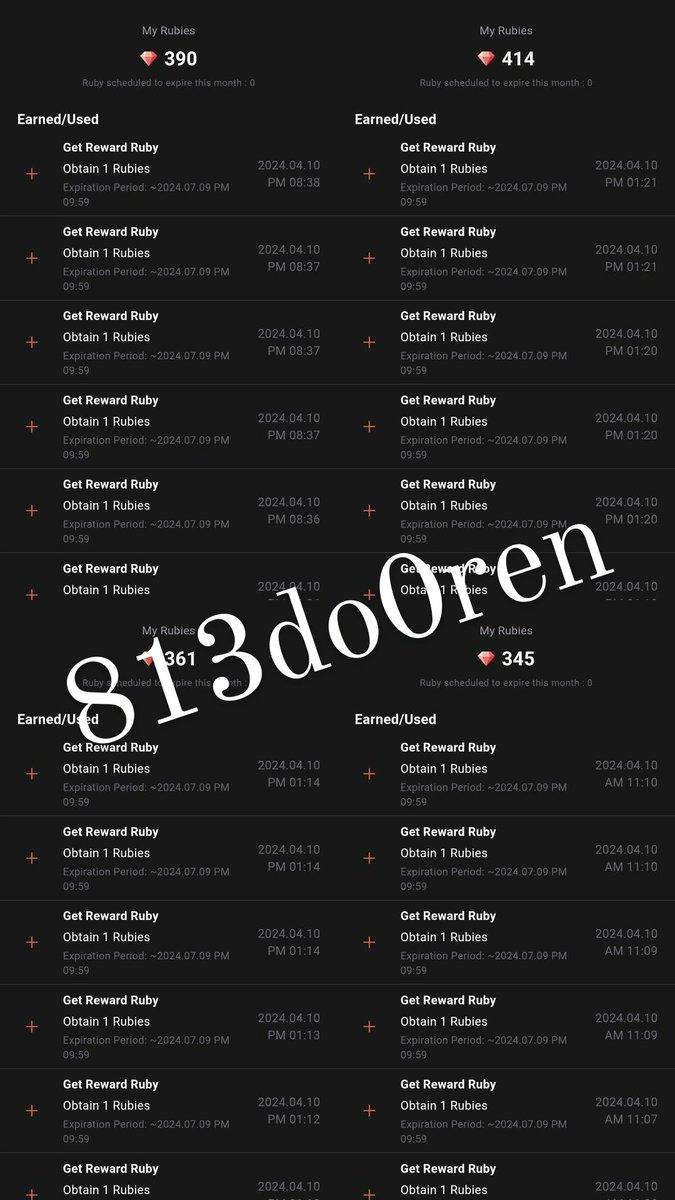 My Rubies
390
Ruby scheduled to expire this month : 0
Earned/Used
Get Reward Ruby
Obtain 1 Rubies
2024.04.10
PM 08:38
Expiration Period: ~2024.07.09 PM
09:59
Get Reward Ruby
Obtain 1 Rubies
2024.04.10
PM 08:37
Expiration Period: ~2024.07.09 PM
09:59
Get Reward Ruby
Obtain 1 Rubies
2024.04.10
PM 08:37
Expiration Period: ~2024.07.09 PM
09:59
Get Reward Ruby
Obtain 1 Rubies
2024.04.10
PM 08:37
Expiration Period: ~2024.07.09 PM
09:59
Get Reward Ruby
Obtain 1 Rubies
2024.04.10
PM 08:36
Expiration Period: ~2024.07.09 PM
09:59
Get Reward Ruby
Obtain 1 Rubies
2024.04.10
My Rubies
414
Ruby scheduled to expire this month : 0
Earned/Used
Get Reward Ruby
Obtain 1 Rubies
2024.04.10
PM 01:21
Expiration Period: ~2024.07.09 PM
09:59
Get Reward Ruby
Obtain 1 Rubies
2024.04.10
PM 01:21
Expiration Period: ~2024.07.09 PM
09:59
Get Reward Ruby
Obtain 1 Rubies
2024.04.10
PM 01:20
Expiration Period: ~2024.07.09 PM
09:59
Get Reward Ruby
Obtain 1 Rubies
2024.04.10
PM 01:20
Expiration Period: ~2024.07.09 PM
09:59
Get Reward Ruby
Obtain 1 Rubies
2024.04.10
PM 01:20
Expiration Period: ~2024.07.09 PM
09:59
Get Reward Ruby
Obtain 1 Rubies
2024.04.10
813doOren
My Rubies
361
Ruby scheduled to expire this month :
Earned/Used
Get Reward Ruby
Obtain 1 Rubies
2024.04.10
PM 01:14
Expiration Period: ~2024.07.09 PM
09:59
Get Reward Ruby
Obtain 1 Rubies
2024.04.10
PM 01:14
Expiration Period: ~2024.07.09 PM
09:59
Get Reward Ruby
Obtain 1 Rubies
2024.04.10
PM 01:14
Expiration Period: ~2024.07.09 PM
09:59
Get Reward Ruby
Obtain 1 Rubies
2024.04.10
PM 01:13
Expiration Period: ~2024.07.09 PM
09:59
Get Reward Ruby
Obtain 1 Rubies
2024.04.10
PM 01:12
Expiration Period: ~2024.07.09 PM
09:59
Get Reward Ruby
Obtain 1 Rubies
2024.04.10
My Rubies
345
Ruby scheduled to expire this month : 0
Earned/Used
Get Reward Ruby
Obtain 1 Rubies
2024.04.10
AM 11:10
Expiration Period: ~2024.07.09 PM
09:59
Get Reward Ruby
Obtain 1 Rubies
2024.04.10
AM 11:10
Expiration Period: ~2024.07.09 PM
09:59
Get Reward Ruby
Obtain 1 Rubies
2024.04.10
AM 11:09
Expiration Period: ~2024.07.09 PM
09:59
Get Reward Ruby
Obtain 1 Rubies
2024.04.10
AM 11:09
Expiration Period: ~2024.07.09 PM
09:59
Get Reward Ruby
Obtain 1 Rubies
2024.04.10
AM 11:07
Expiration Period: ~2024.07.09 PM
09:59
Get Reward Ruby
Obtain 1 Rubies
2024.04.10